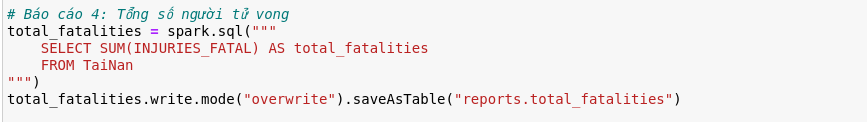 # Báo cáo 4: Tổng số người tử vong
total_fatalities = spark.sql("""
    SELECT SUM(INJURIES_FATAL) AS total_fatalities
    FROM TaiNan
""")
total_fatalities.write.mode("overwrite").saveAsTable("reports.total_fatalities")